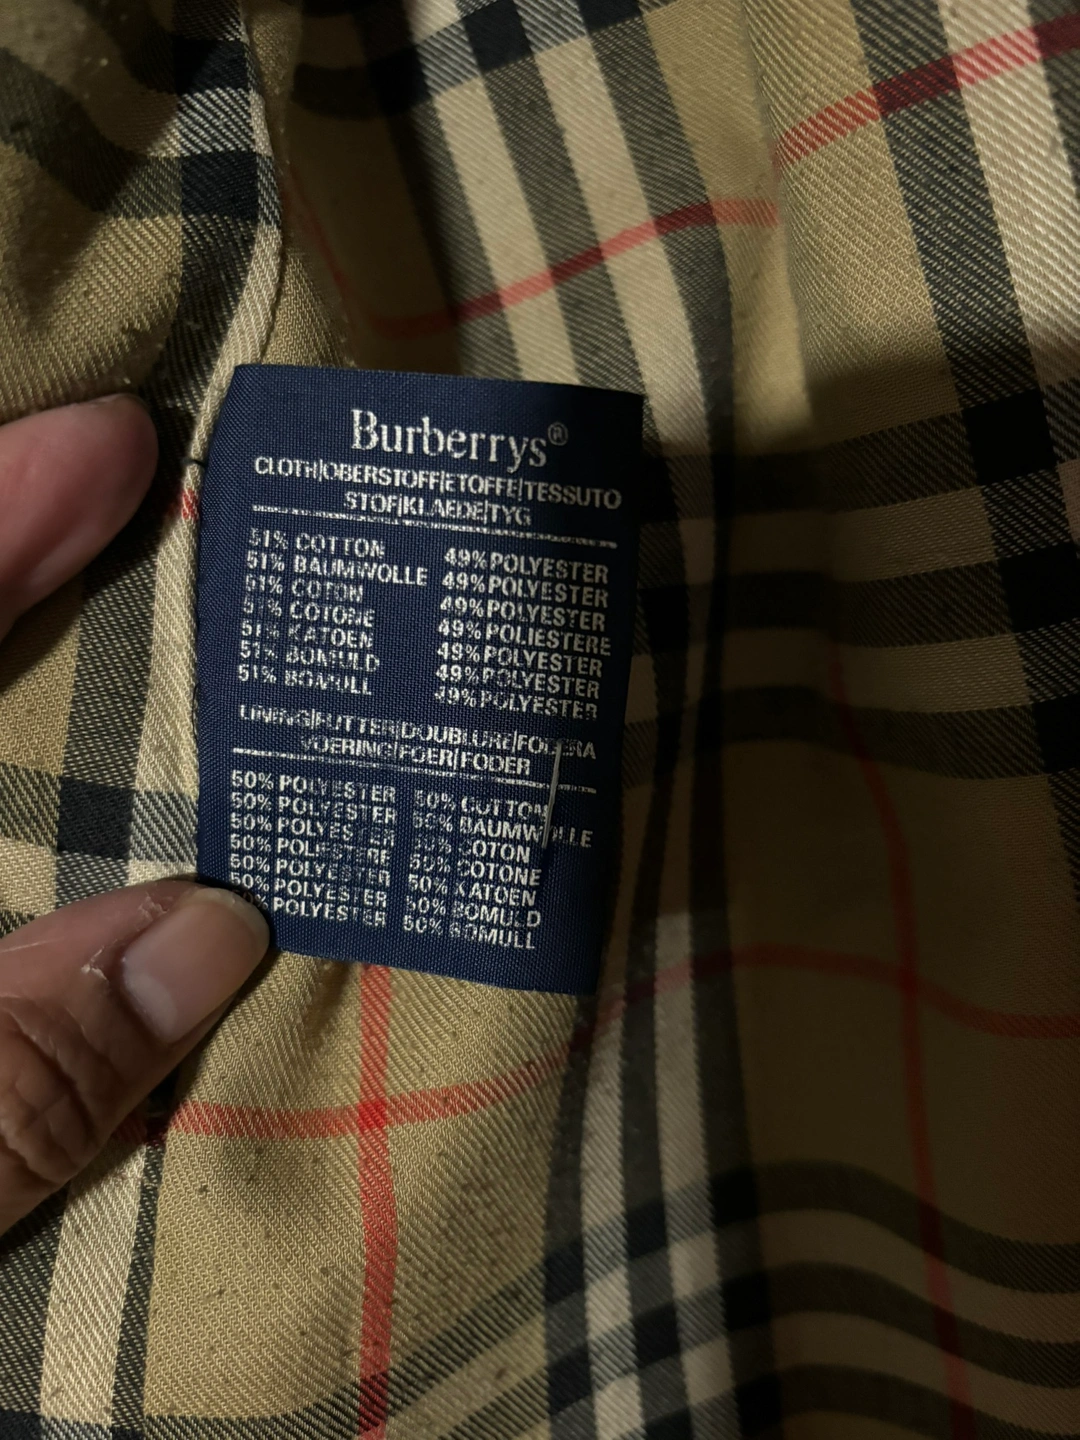 Burberrys®
CLOTH|OBERSTOFF|ETOFFE|TESSUTO
STOF|KLAEDE|TYG
51% COTTON 49% POLYESTER
51% BAUMWOLLE 49% POLYESTER
51% COTON 49% POLYESTER
51% COTONE 49% POLIESTERE
51% KATOEN 49% POLYESTER
51% BOMULD 49% POLYESTER
51% BOMULL 49% POLYESTER
LINING|FUTTER|DOUBLURE|FODERA
VOERING|FOER|FODER
50% POLYESTER 50% COTTON
50% POLYESTER 50% BAUMWOLLE
50% POLYESTER 50% COTON
50% POLIESTERE 50% COTONE
50% POLYESTER 50% KATOEN
50% POLYESTER 50% BOMULD
POLYESTER 50% BOMULL